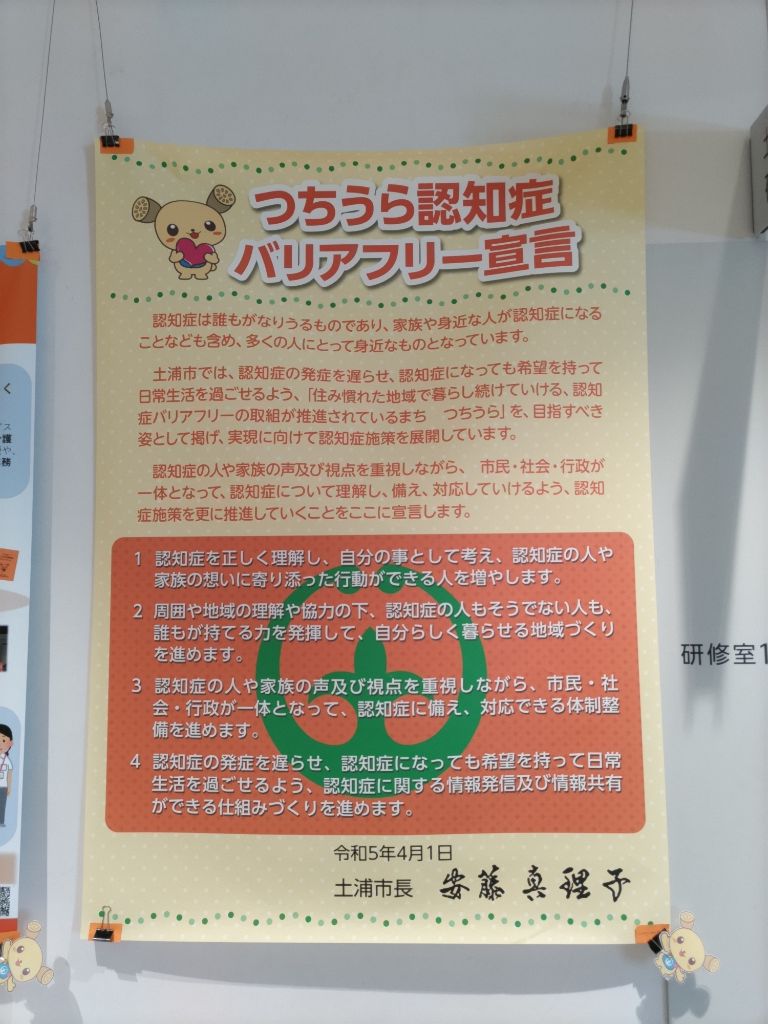 つちうら認知症
バリアフリー宣言
認知症は誰もがなりうるものであり、家族や身近な人が認知症になる
ことなども含め、多くの人にとって身近なものとなっています。
土浦市では、認知症の発症を遅らせ、認知症になっても希望を持って
日常生活を過ごせるよう、「住み慣れた地域で暮らし続けていける、認知
症バリアフリーの取組が推進されているまち　つちうら」を、目指すべき
姿として掲げ、実現に向けて認知症施策を展開しています。
認知症の人や家族の声及び視点を重視しながら、 市民・社会・行政が
一体となって、認知症について理解し、備え、対応していけるよう、認知
症施策を更に推進していくことをここに宣言します。
1 認知症を正しく理解し、自分の事として考え、認知症の人や
家族の想いに寄り添った行動ができる人を増やします。
2 周囲や地域の理解や協力の下、認知症の人もそうでない人も、
誰もが持てる力を発揮して、自分らしく暮らせる地域づくり
を進めます。
3 認知症の人や家族の声及び視点を重視しながら、市民・社
会・行政が一体となって、認知症に備え、対応できる体制整
備を進めます。
4 認知症の発症を遅らせ、認知症になっても希望を持って日常
生活を過ごせるよう、認知症に関する情報発信及び情報共有
ができる仕組みづくりを進めます。
令和5年4月1日
土浦市長 安藤真理子
研修室1